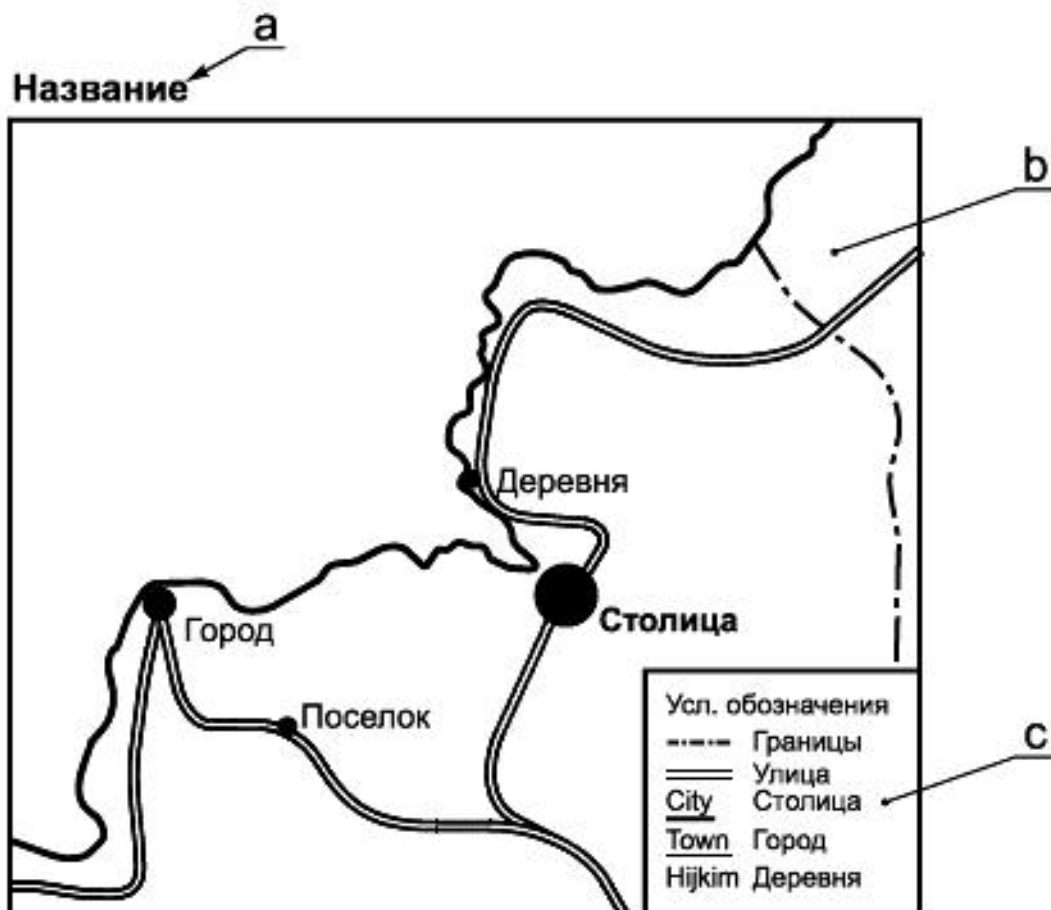 a
Название
b
Деревня
Город
Столица
Поселок
Усл. обозначения
Границы
Улица
City Столица
Town Город
Hijkim Деревня
c